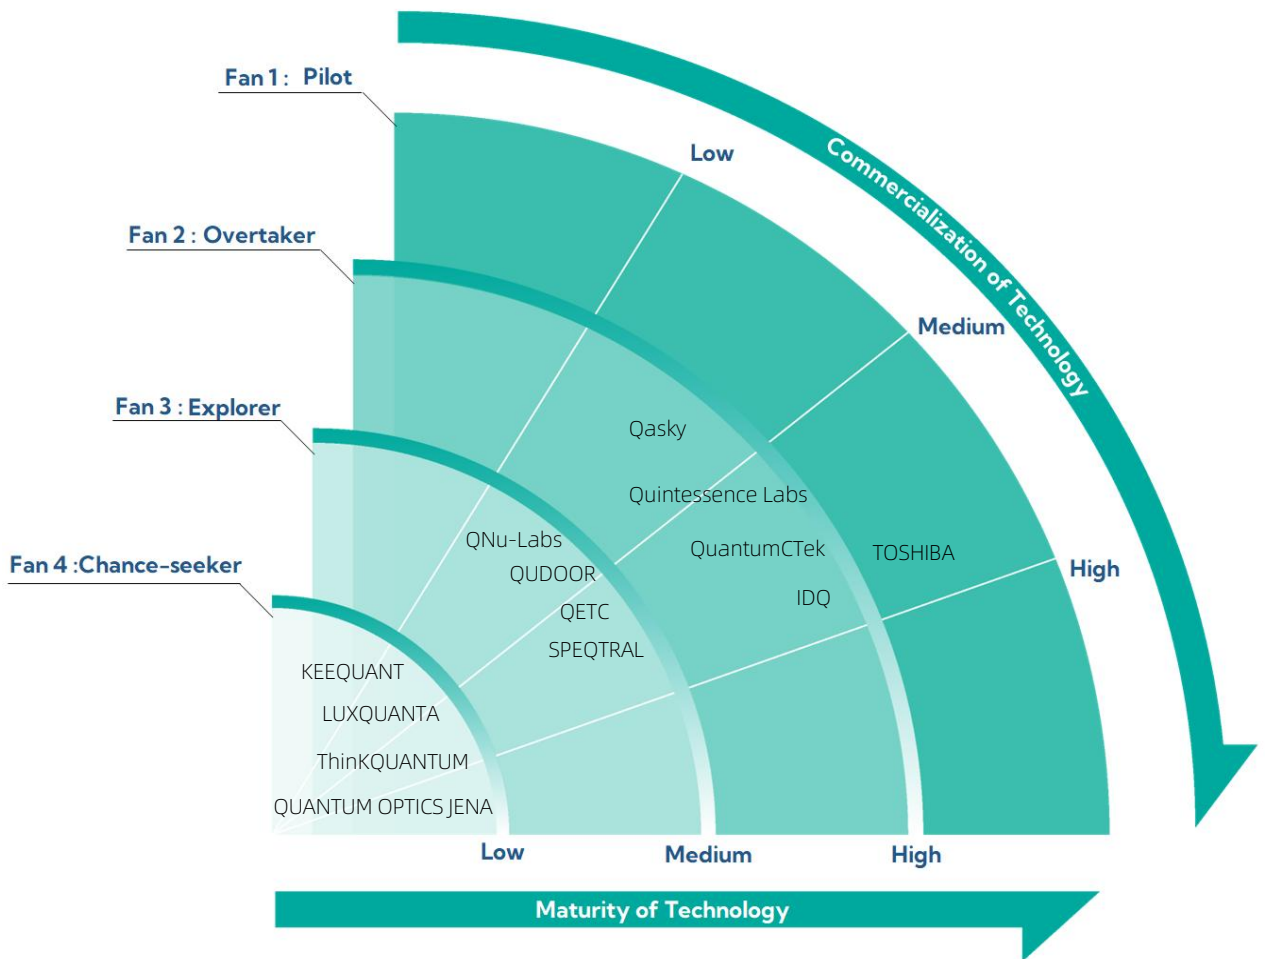 Fan 1 : Pilot
Low
Commercialization of Technology
Fan 2 : Overtaker
Medium
Fan 3 : Explorer
Qasky
Quintessence Labs
QNu-Labs
QuantumCTek
TOSHIBA
High
Fan 4 :Chance-seeker
QUDOOR
IDQ
QETC
SPEQTRAL
KEEQUANT
LUXQUANTA
ThinKQUANTUM
QUANTUM OPTICS JENA
Low
Medium
High
Maturity of Technology